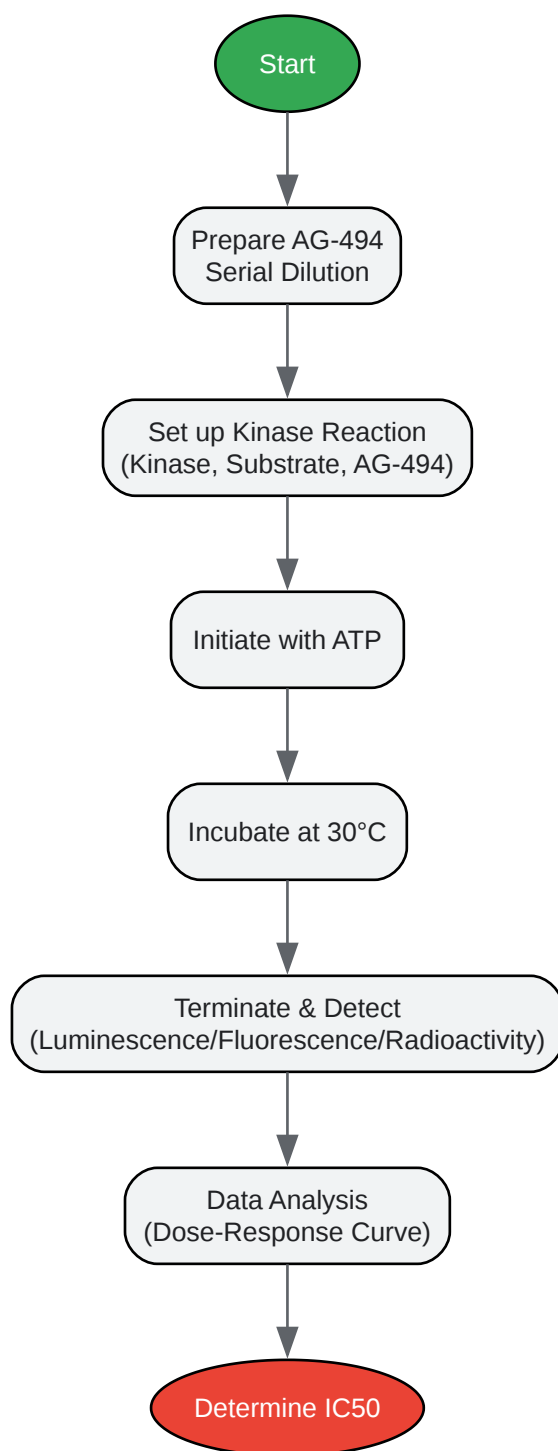 Start
Prepare AG-494
Serial Dilution
Set up Kinase Reaction
(Kinase, Substrate, AG-494)
Initiate with ATP
Incubate at 30°C
Terminate & Detect
(Luminescence/Fluorescence/Radioactivity)
Data Analysis
(Dose-Response Curve)
Determine IC50